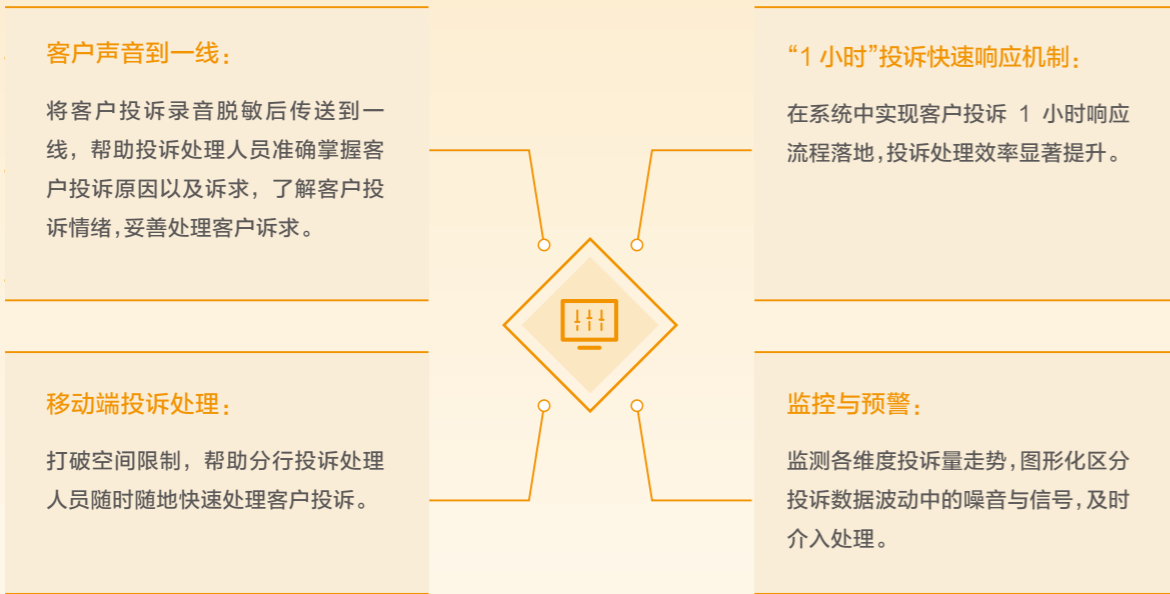 客户声音到一线：
将客户投诉录音脱敏后传送到一
线，帮助投诉处理人员准确掌握客
户投诉原因以及诉求，了解客户投
诉情绪，妥善处理客户诉求。
“1 小时”投诉快速响应机制：
在系统中实现客户投诉 1 小时响应
流程落地，投诉处理效率显著提升。
移动端投诉处理：
打破空间限制，帮助分行投诉处理
人员随时随地快速处理客户投诉。
监控与预警：
监测各维度投诉量走势，图形化区分
投诉数据波动中的噪音与信号，及时
介入处理。